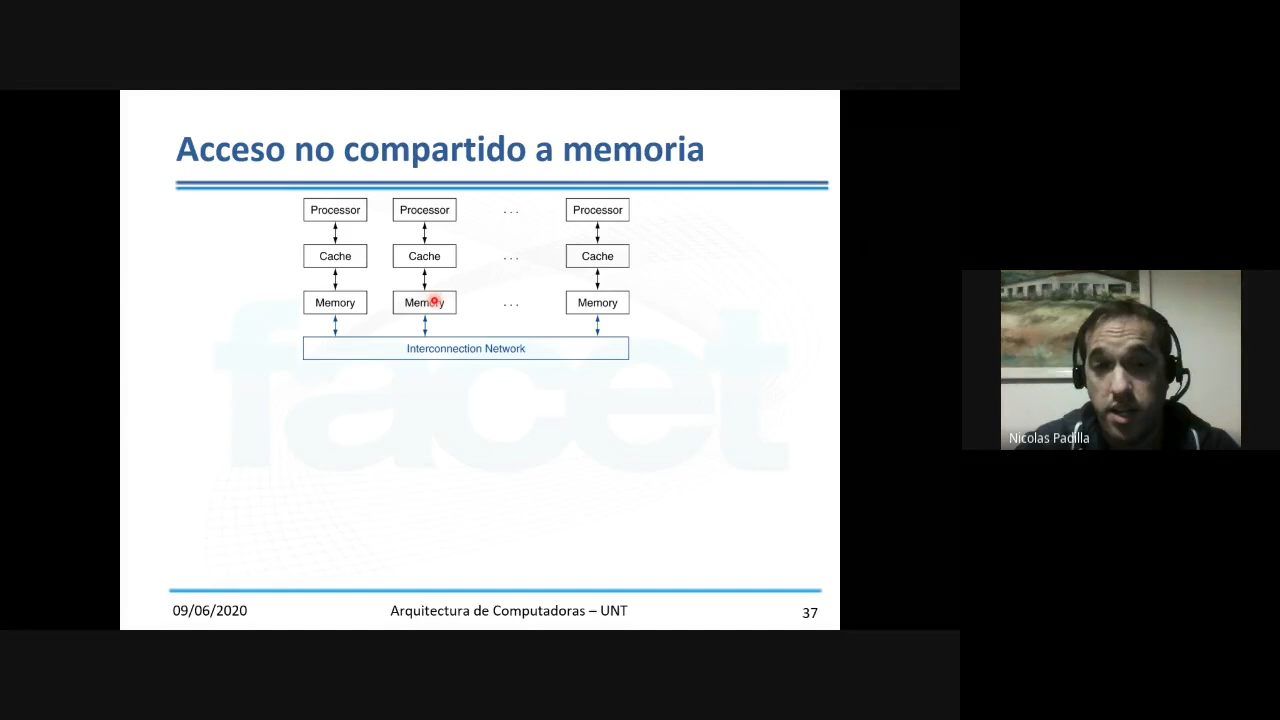 Acceso no compartido a memoria
Processor Processor ... Processor
Cache Cache ... Cache
Memory Memory ... Memory
Interconnection Network
facet
09/06/2020 Arquitectura de Computadoras – UNT 37
Nicolas Padilla